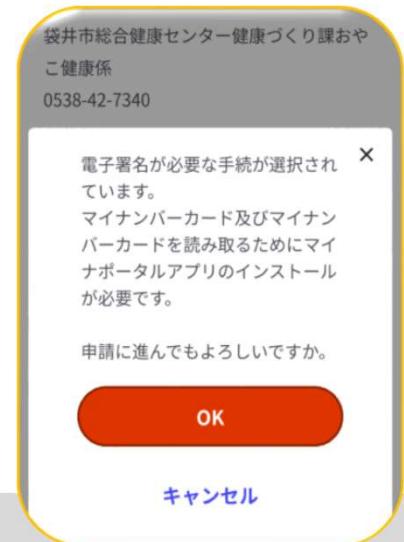 袋井市総合健康センター健康づくり課おや
こ健康係
0538-42-7340
×
電子署名が必要な手続が選択され
ています。
マイナンバーカード及びマイナン
バーカードを読み取るためにマイ
ナポータルアプリのインストール
が必要です。
申請に進んでもよろしいですか。
OK
キャンセル